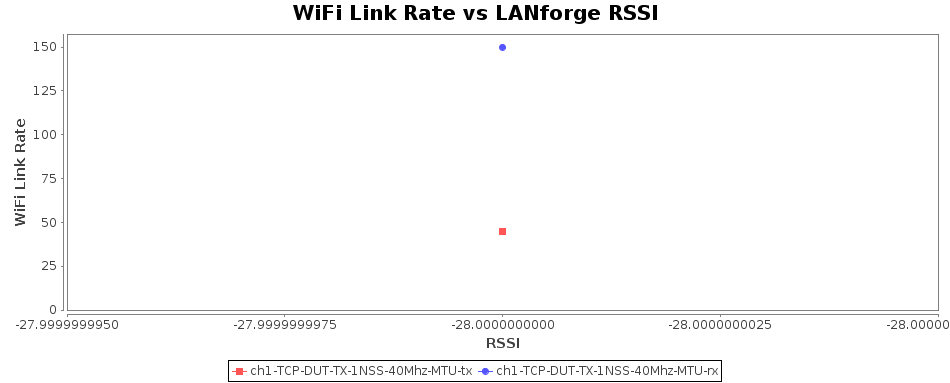 WiFi Link Rate vs LANforge RSSI
WiFi Link Rate
150
125
100
75
50
25
0
-27.9999999950 -27.9999999975 -28.0000000000 -28.0000000025 -28.00000
RSSI
ch1-TCP-DUT-TX-1NSS-40Mhz-MTU-tx ch1-TCP-DUT-TX-1NSS-40Mhz-MTU-rx